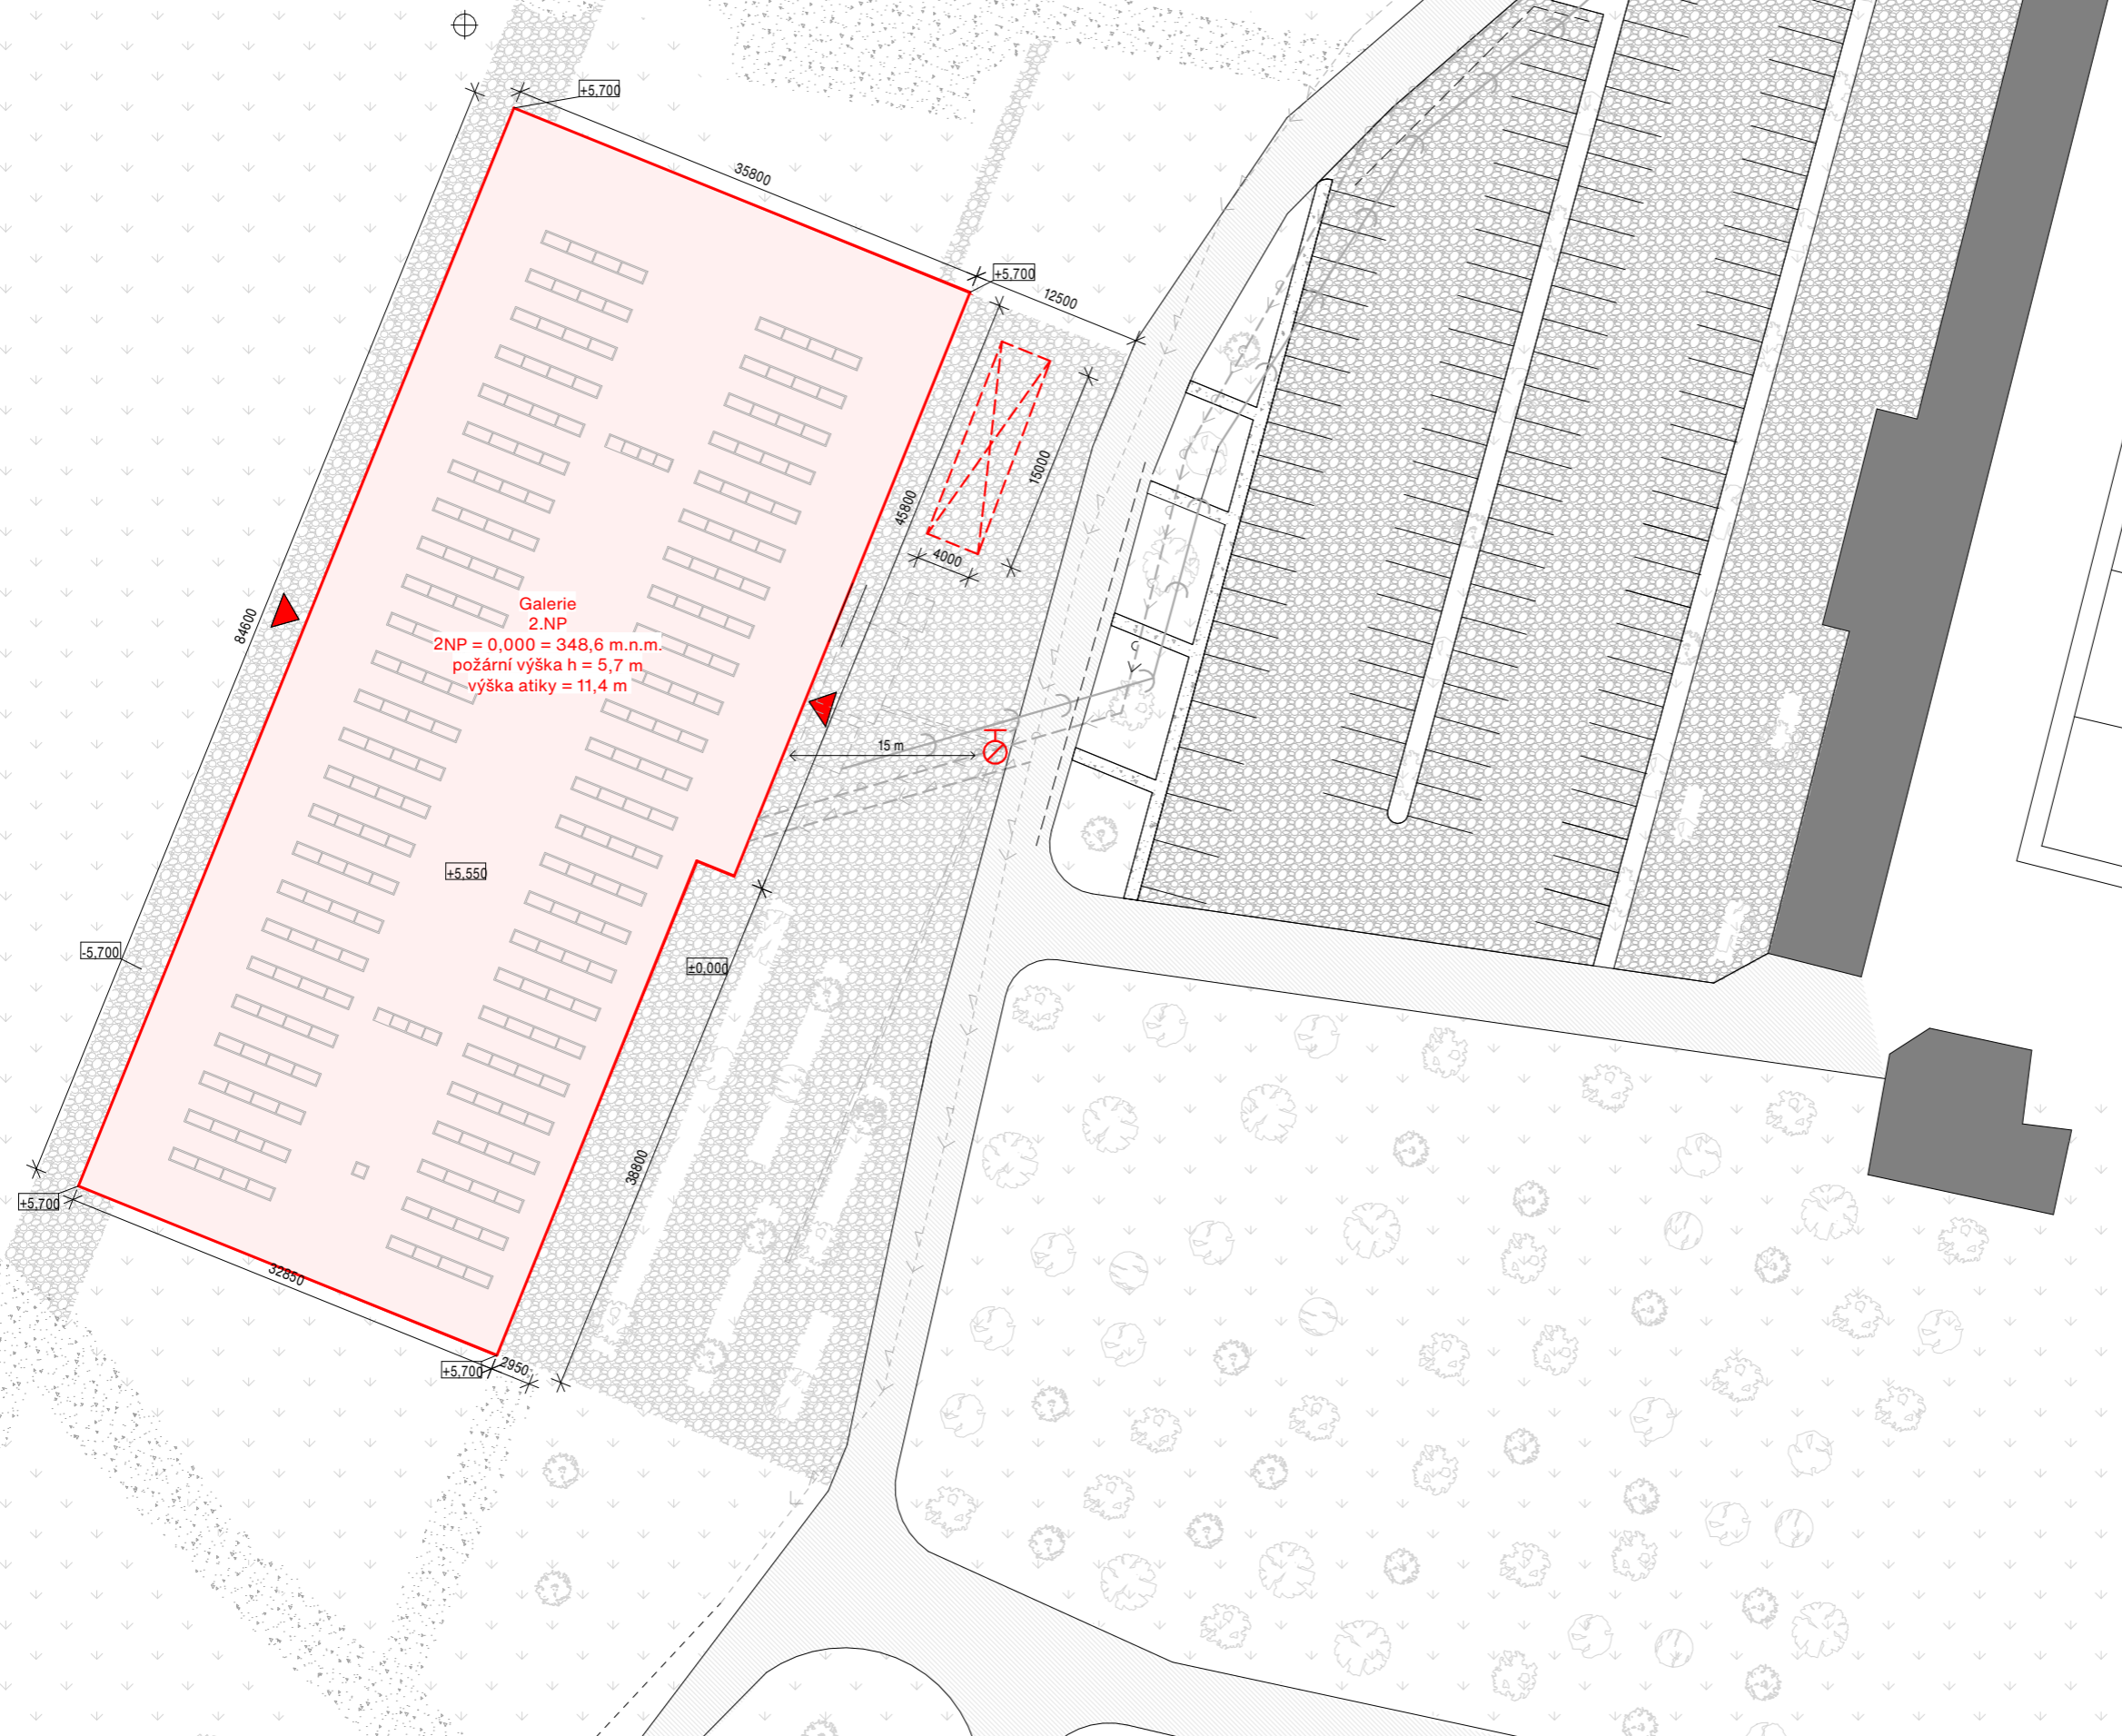 +5,700
35800
+5,700
12500
45800
15000
4000
84600
Galerie
2.NP
2NP = 0,000 = 348,6 m.n.m.
požární výška h = 5,7 m
výška atiky = 11,4 m
15 m
+5,550
-5,700
±0,000
38800
+5,700
32850
+5,700
2950